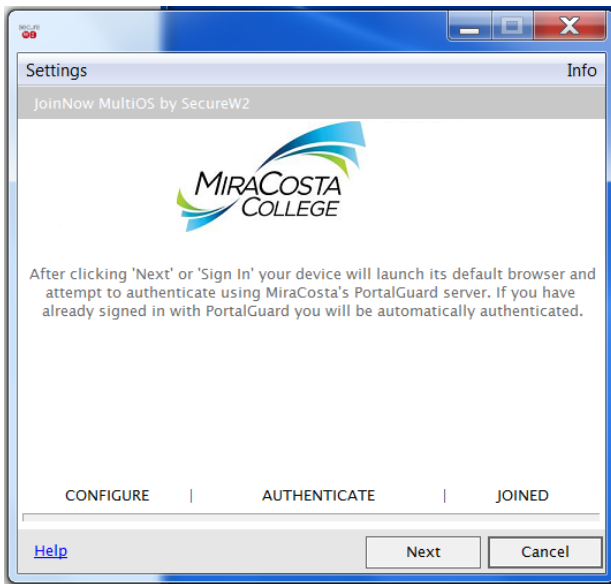 SECURE
W2
Settings Info
JoinNow MultiOS by SecureW2
MIRACOSTA
COLLEGE
After clicking 'Next' or 'Sign In' your device will launch its default browser and
attempt to authenticate using MiraCosta's PortalGuard server. If you have
already signed in with PortalGuard you will be automatically authenticated.
CONFIGURE | AUTHENTICATE | JOINED
Help Next Cancel